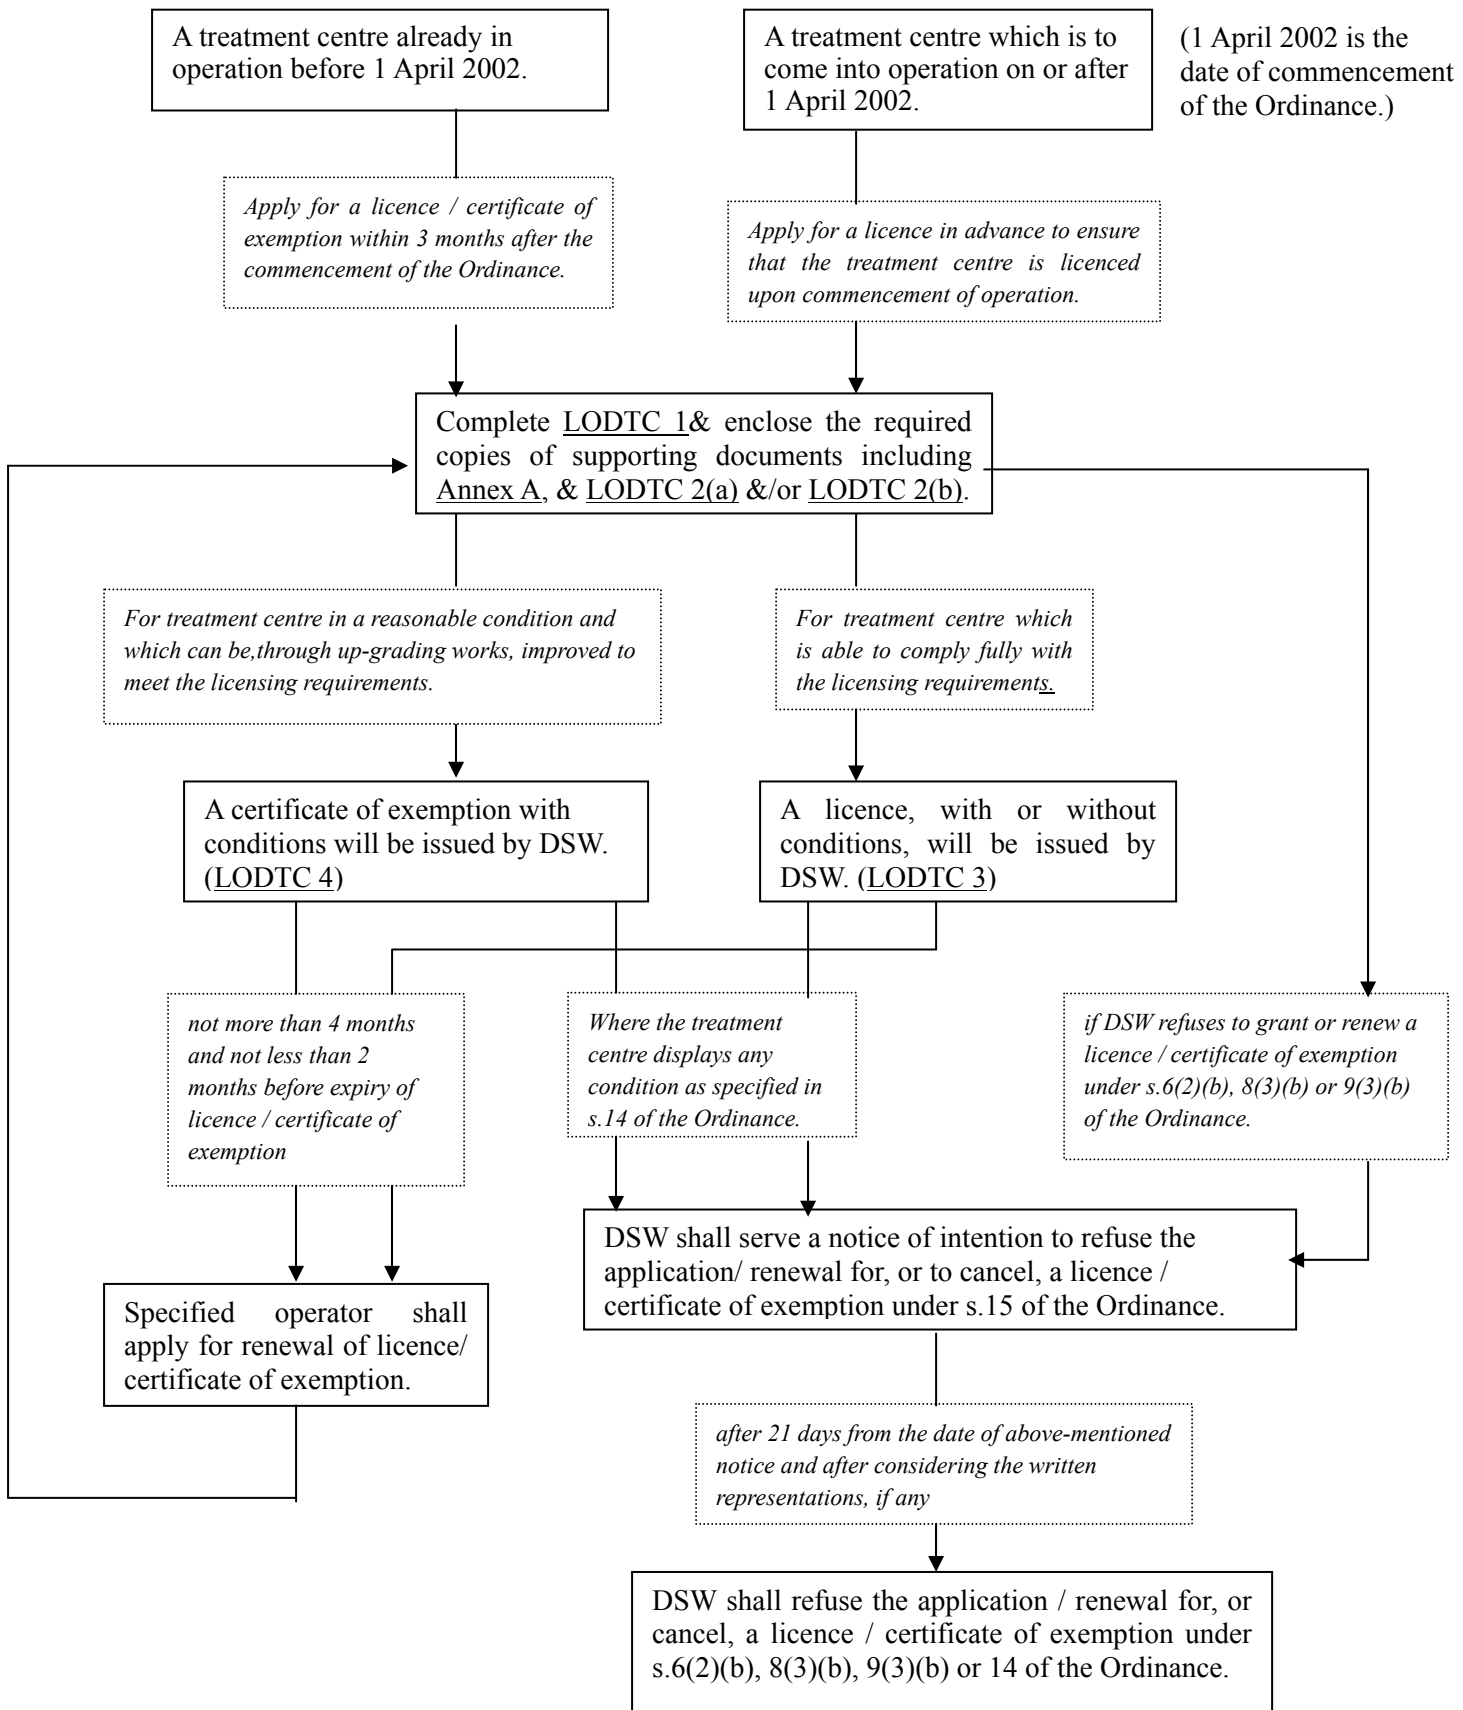 A treatment centre already in
operation before 1 April 2002.
A treatment centre which is to
come into operation on or after
1 April 2002.
(1 April 2002 is the
date of commencement
of the Ordinance.)
Apply for a licence / certificate of
exemption within 3 months after the
commencement of the Ordinance.
Apply for a licence in advance to ensure
that the treatment centre is licenced
upon commencement of operation.
Complete LODTC 1& enclose the required
copies of supporting documents including
Annex A, & LODTC 2(a) &/or LODTC 2(b).
For treatment centre in a reasonable condition and
which can be,through up-grading works, improved to
meet the licensing requirements.
For treatment centre which
is able to comply fully with
the licensing requirements.
A certificate of exemption with
conditions will be issued by DSW.
(LODTC 4)
A licence, with or without
conditions, will be issued by
DSW. (LODTC 3)
not more than 4 months
and not less than 2
months before expiry of
licence / certificate of
exemption
Where the treatment
centre displays any
condition as specified in
s.14 of the Ordinance.
if DSW refuses to grant or renew a
licence / certificate of exemption
under s.6(2)(b), 8(3)(b) or 9(3)(b)
of the Ordinance.
DSW shall serve a notice of intention to refuse the
application/ renewal for, or to cancel, a licence /
certificate of exemption under s.15 of the Ordinance.
Specified operator shall
apply for renewal of licence/
certificate of exemption.
after 21 days from the date of above-mentioned
notice and after considering the written
representations, if any
DSW shall refuse the application / renewal for, or
cancel, a licence / certificate of exemption under
s.6(2)(b), 8(3)(b), 9(3)(b) or 14 of the Ordinance.